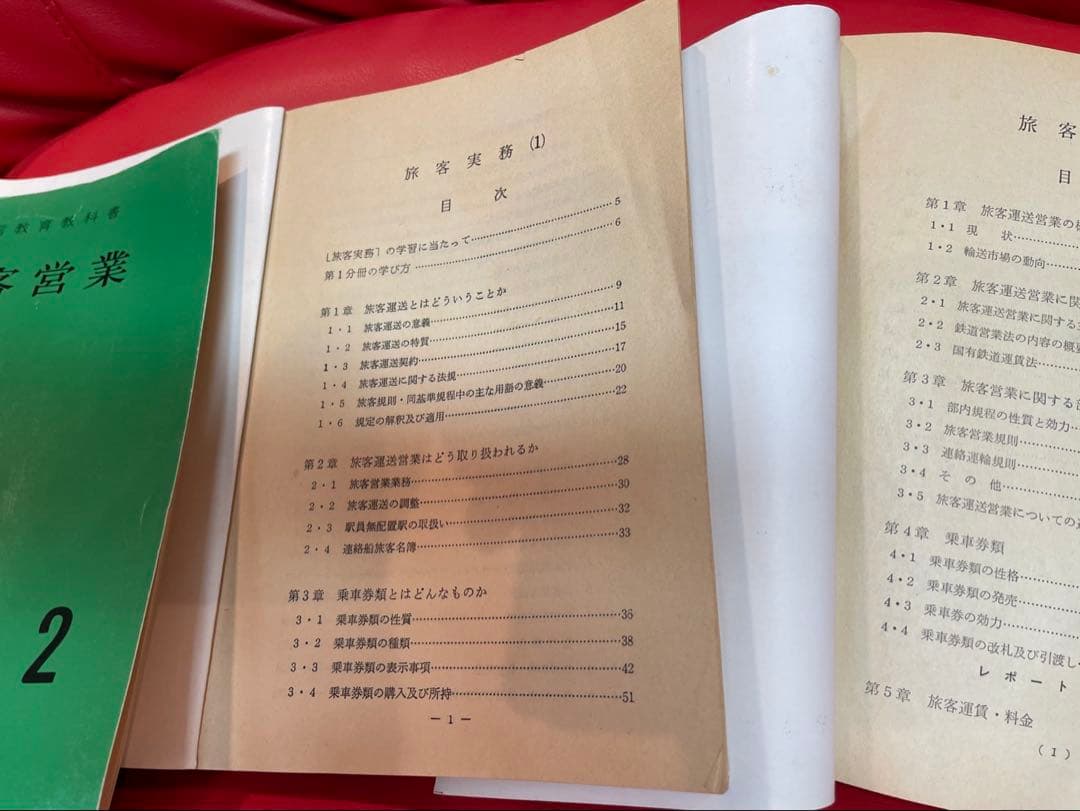 教育教科書
客営業
2
旅客実務 (1)
目次
「旅客実務」の学習に当たって……5
第1分冊の学び方……6
第1章 旅客運送とはどういうことか
1・1 旅客運送の意義……9
1・2 旅客運送の特質……11
1・3 旅客運送契約……15
1・4 旅客運送に関する法規……17
1・5 旅客規則・同基準規程中の主な用語の意義……20
1・6 規定の解釈及び適用……22
第2章 旅客運送営業はどう取り扱われるか
2・1 旅客営業業務……28
2・2 旅客運送の調整……30
2・3 駅員無配置駅の取扱い……32
2・4 連絡船旅客名簿……33
第3章 乗車券類とはどんなものか
3・1 乗車券類の性質……36
3・2 乗車券類の種類……38
3・3 乗車券類の表示事項……42
3・4 乗車券類の購入及び所持……51
― 1 ―
旅客
目
第1章 旅客運送営業の
1・1 現状……
1・2 輸送市場の動向……
第2章 旅客運送営業に関
2・1 旅客運送営業に関する
2・2 鉄道営業法の内容の概要
2・3 国有鉄道運賃法……
第3章 旅客営業に関する
3・1 部内規程の性質と効力…
3・2 旅客営業規則……
3・3 連絡運輸規則……
3・4 その他……
3・5 旅客運送営業についての
第4章 乗車券類
4・1 乗車券類の性格……
4・2 乗車券類の発売……
4・3 乗車券の効力……
4・4 乗車券類の改札及び引渡し
レポート
第5章 旅客運賃・料金
(1)